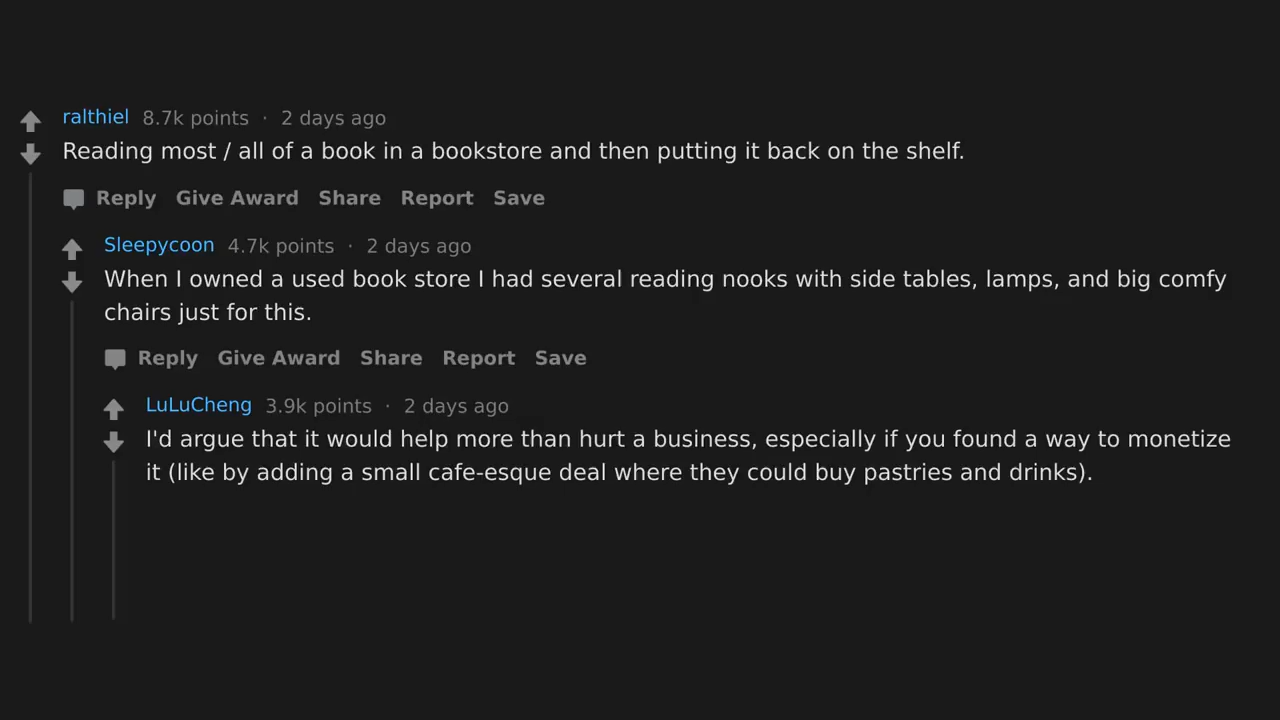 ralthiel 8.7k points · 2 days ago
Reading most / all of a book in a bookstore and then putting it back on the shelf.
Reply Give Award Share Report Save
Sleepycoon 4.7k points · 2 days ago
When I owned a used book store I had several reading nooks with side tables, lamps, and big comfy
chairs just for this.
Reply Give Award Share Report Save
LuLuCheng 3.9k points · 2 days ago
I'd argue that it would help more than hurt a business, especially if you found a way to monetize
it (like by adding a small cafe-esque deal where they could buy pastries and drinks).